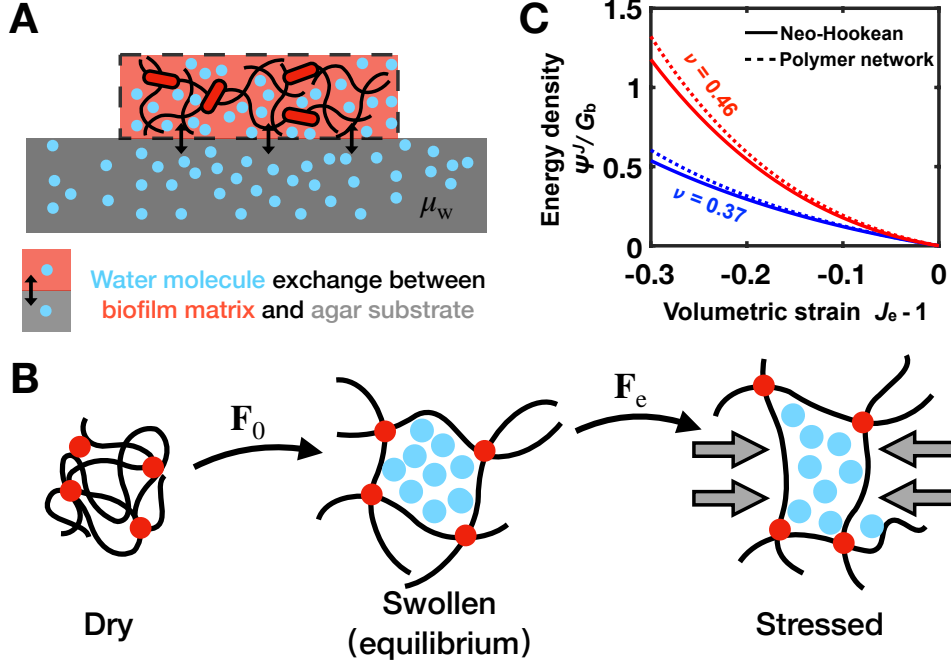 A
μw
Water molecule exchange between
biofilm matrix and agar substrate
C
1.5
1
0.5
0
Energy density
ψᴶ/Gb
Neo-Hookean
Polymer network
ν = 0.46
ν = 0.37
-0.3 -0.2 -0.1 0
Volumetric strain Je - 1
B
F0
Fe
Dry
Swollen
(equilibrium)
Stressed